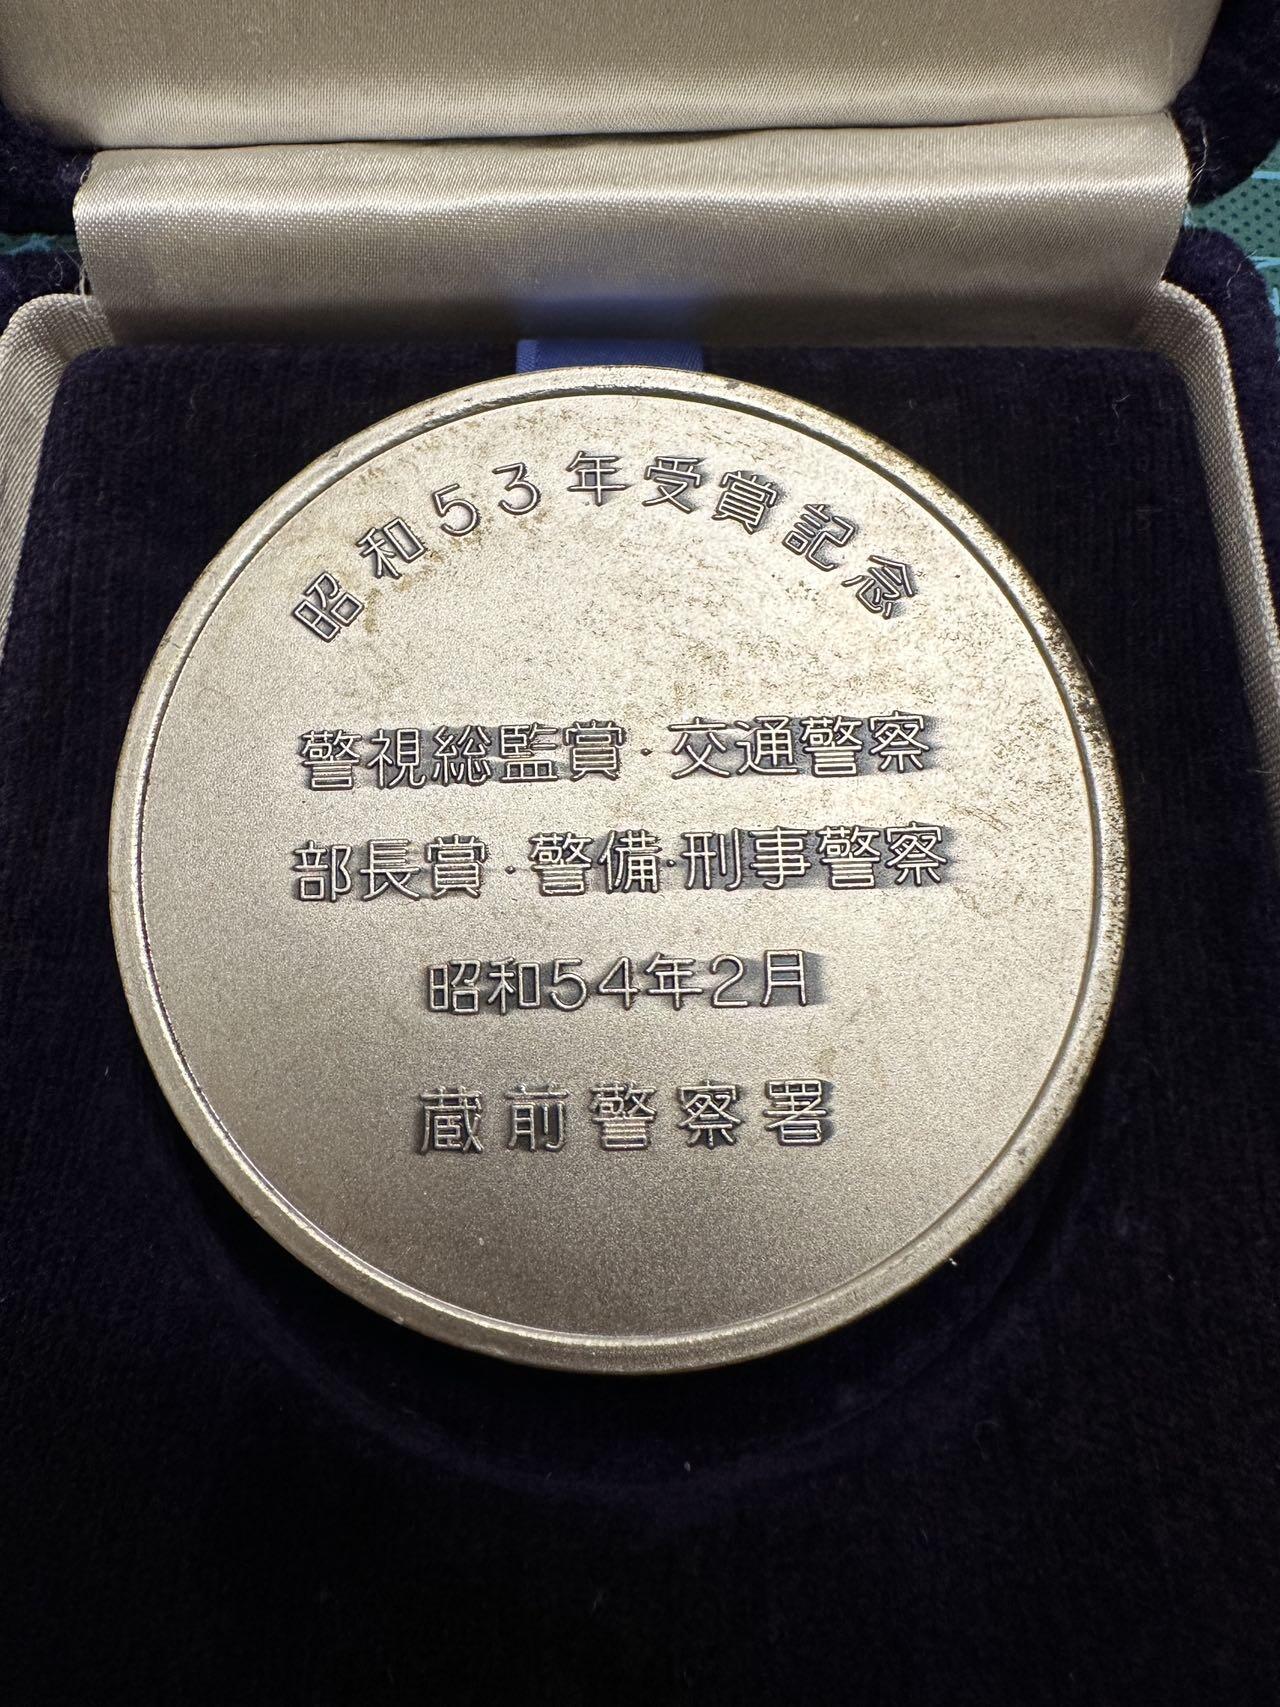 昭和53年受賞記念
警視総監賞・交通警察
部長賞・警備・刑事警察
昭和54年2月
蔵前警察署